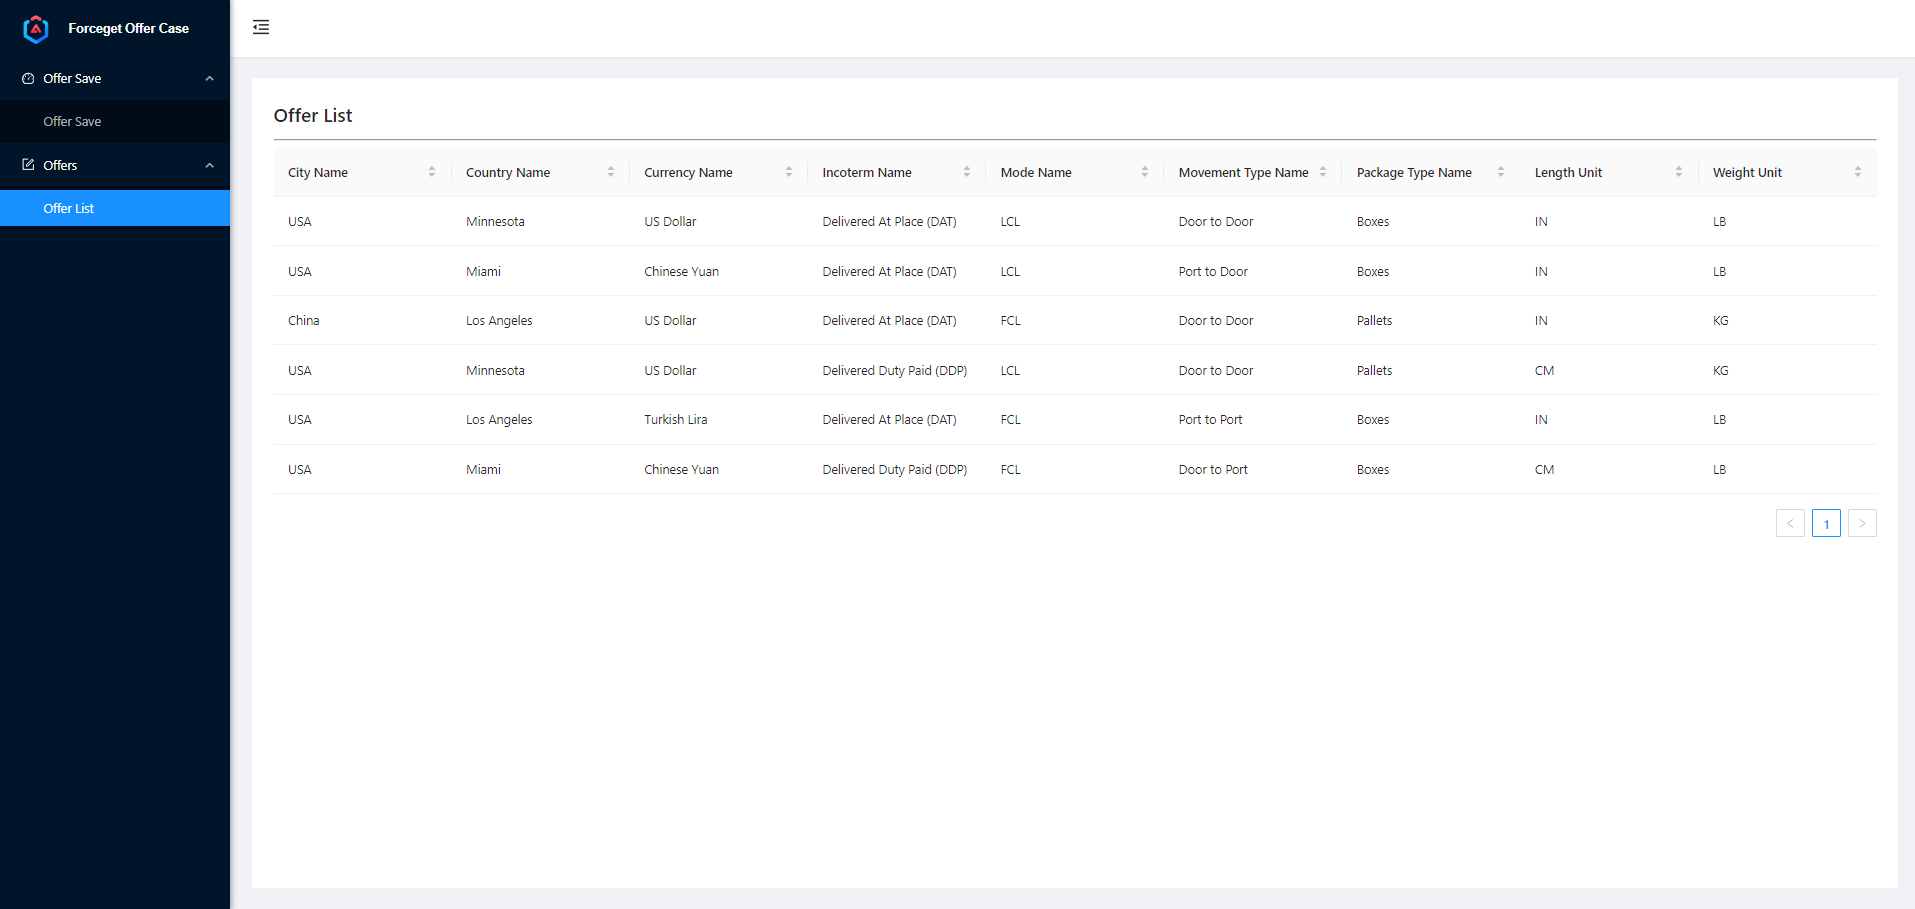 Forceget Offer Case
Offer Save
Offer Save
Offers
Offer List
Offer List
City Name Country Name Currency Name Incoterm Name Mode Name Movement Type Name Package Type Name Length Unit Weight Unit
USA Minnesota US Dollar Delivered At Place (DAT) LCL Door to Door Boxes IN LB
USA Miami Chinese Yuan Delivered At Place (DAT) LCL Port to Door Boxes IN LB
China Los Angeles US Dollar Delivered At Place (DAT) FCL Door to Door Pallets IN KG
USA Minnesota US Dollar Delivered Duty Paid (DDP) LCL Door to Door Pallets CM KG
USA Los Angeles Turkish Lira Delivered At Place (DAT) FCL Port to Port Boxes IN LB
USA Miami Chinese Yuan Delivered Duty Paid (DDP) FCL Door to Port Boxes CM LB
1